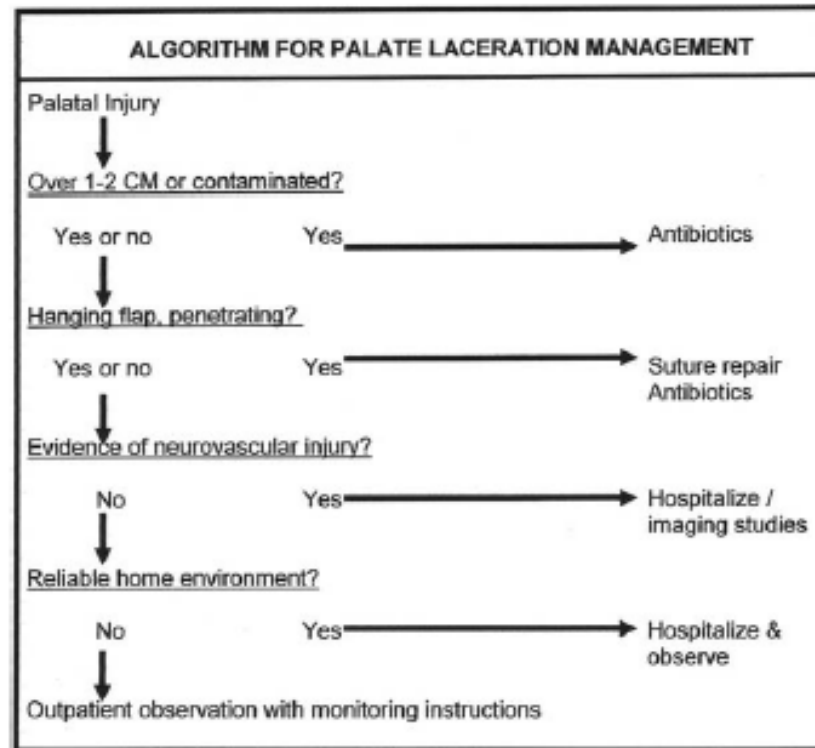 ALGORITHM FOR PALATE LACERATION MANAGEMENT
Palatal Injury
Over 1-2 CM or contaminated?
Yes or no Yes Antibiotics
Hanging flap, penetrating?
Yes or no Yes Suture repair
Antibiotics
Evidence of neurovascular injury?
No Yes Hospitalize /
imaging studies
Reliable home environment?
No Yes Hospitalize &
observe
Outpatient observation with monitoring instructions